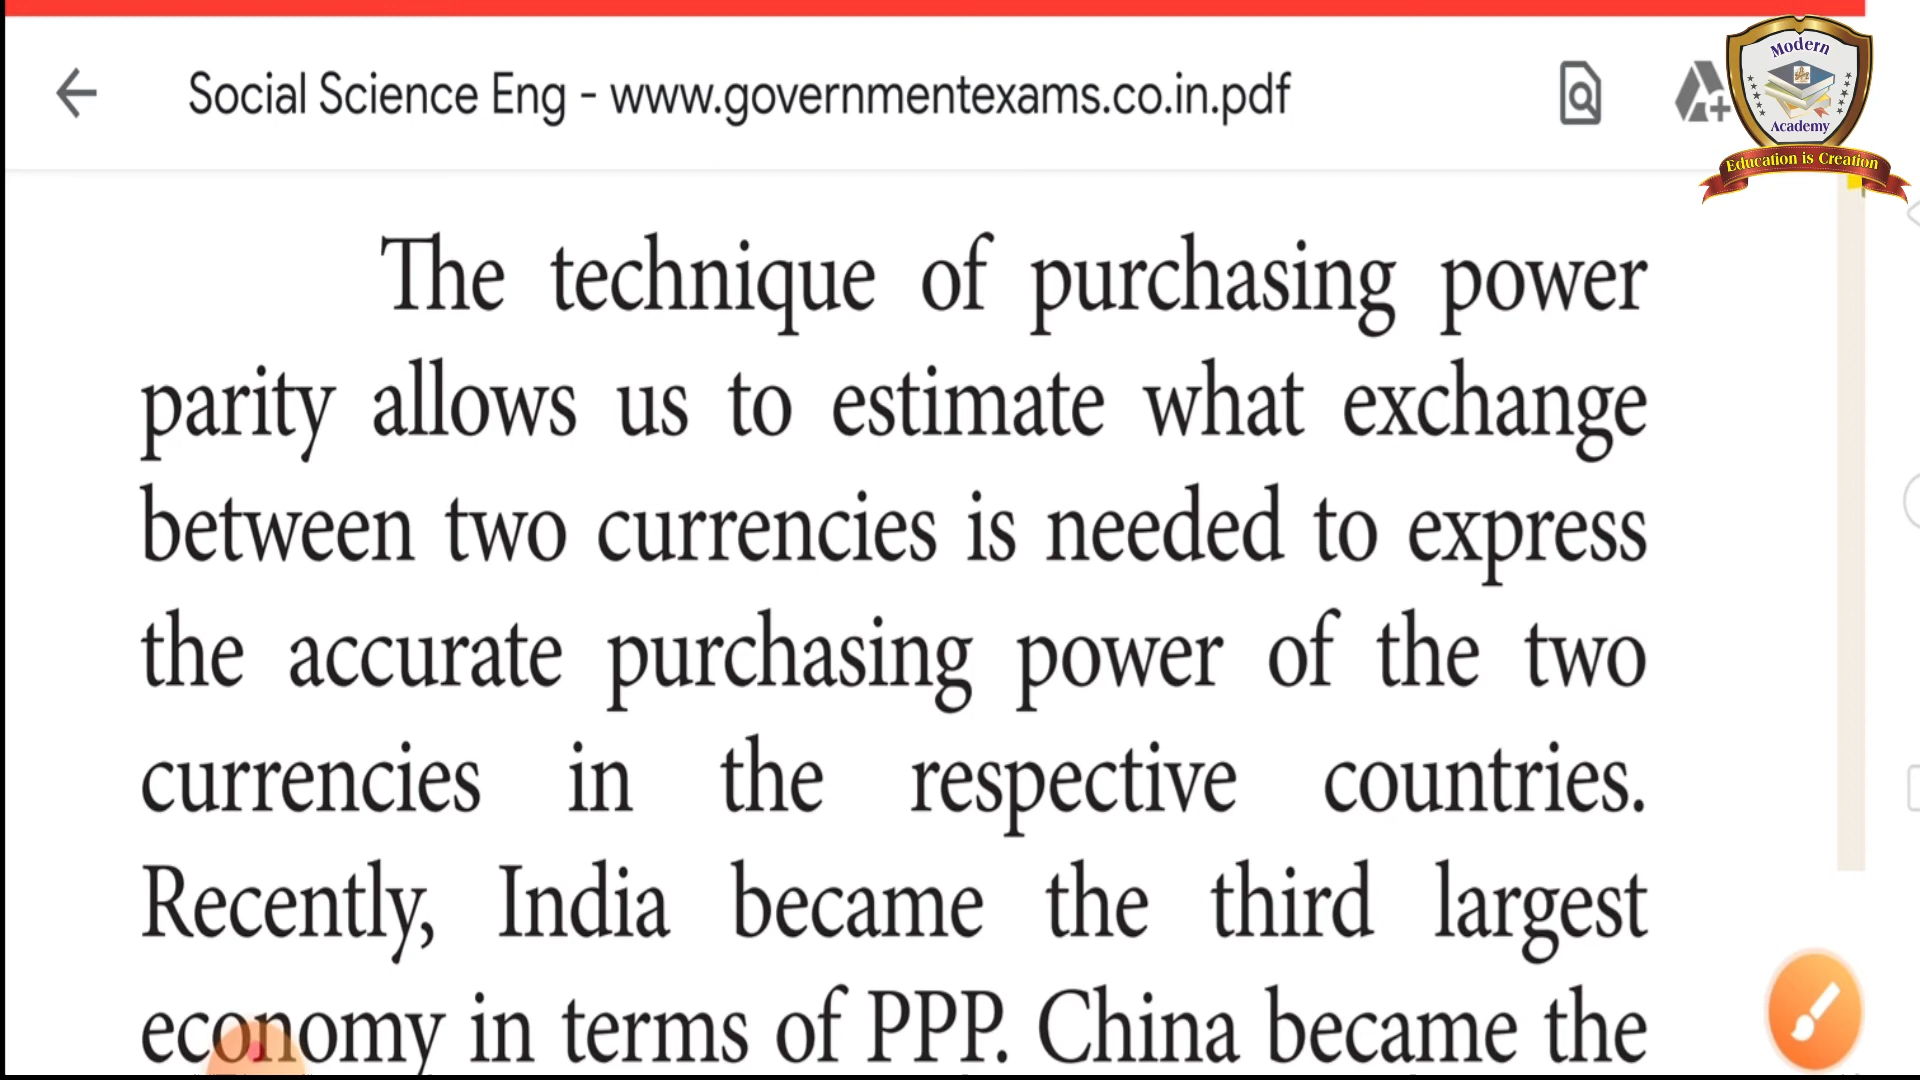 Social Science Eng - www.governmentexams.co.in.pdf
Modern
Academy
Education is Creation
The technique of purchasing power
parity allows us to estimate what exchange
between two currencies is needed to express
the accurate purchasing power of the two
currencies in the respective countries.
Recently, India became the third largest
economy in terms of PPP. China became the